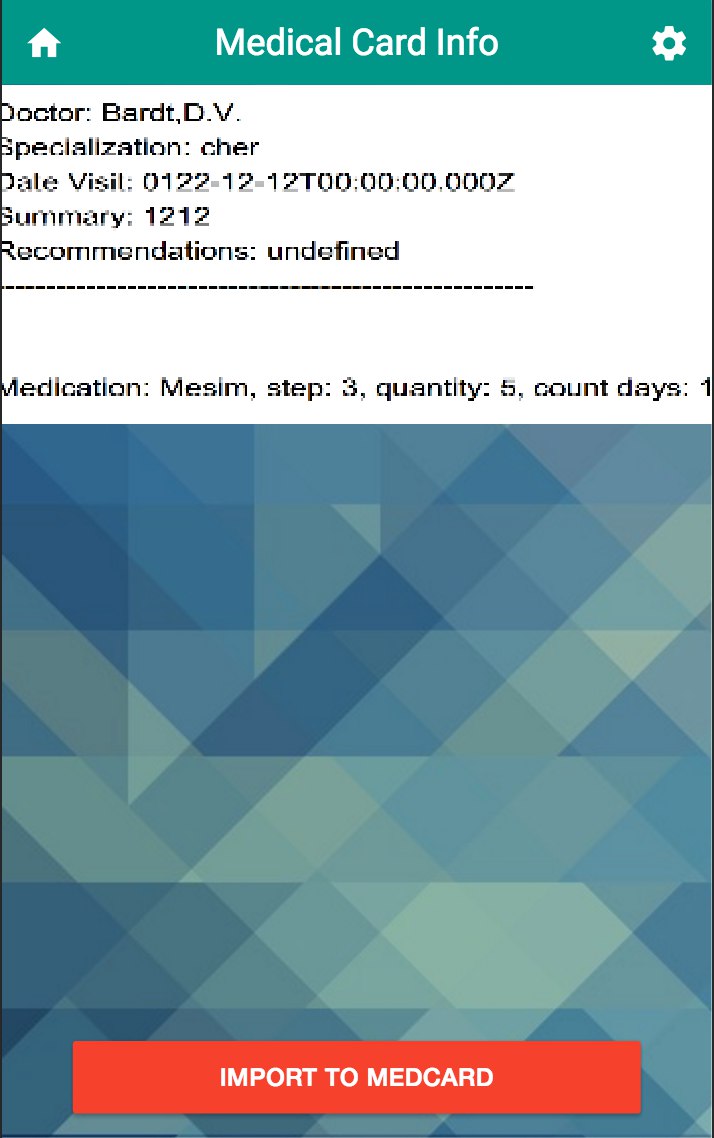 Medical Card Info
Doctor: Bardt,D.V.
Specialization: cher
Date Visit: 0122-12-12T00:00:00.000Z
Summary: 1212
Recommendations: undefined
------------------------------------------------------
Medication: Mesim, step: 3, quantity: 5, count days: 1
IMPORT TO MEDCARD